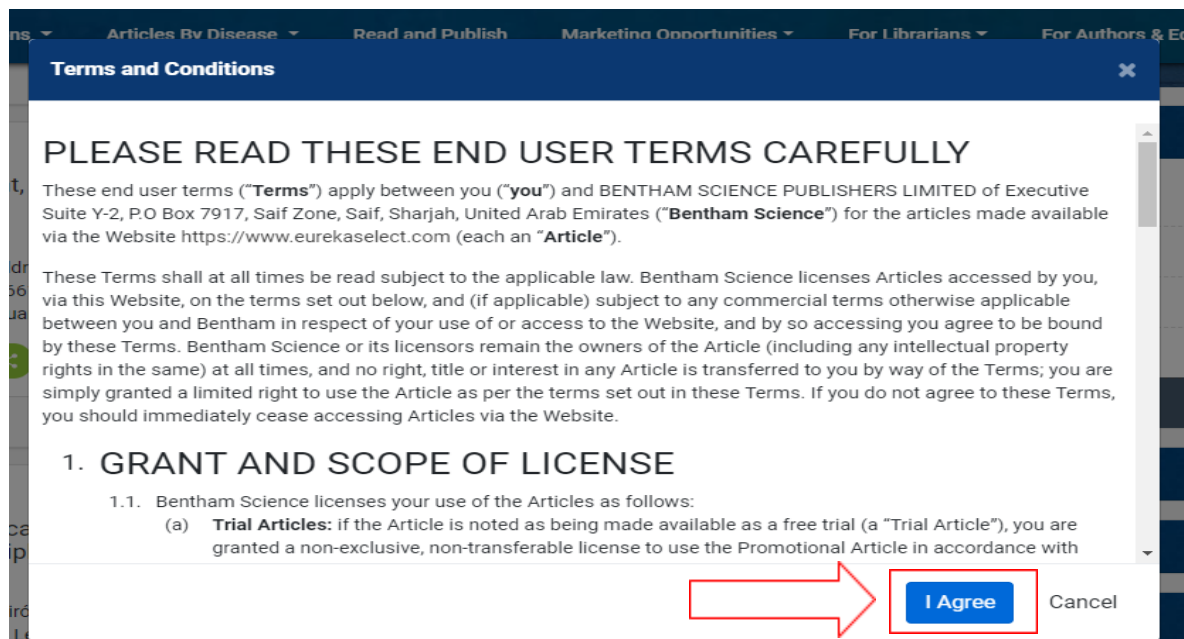 Articles By Disease Read and Publish Marketing Opportunities For Librarians For Authors &
Terms and Conditions
PLEASE READ THESE END USER TERMS CAREFULLY
These end user terms (“Terms”) apply between you (“you”) and BENTHAM SCIENCE PUBLISHERS LIMITED of Executive
Suite Y-2, P.O Box 7917, Saif Zone, Saif, Sharjah, United Arab Emirates (“Bentham Science”) for the articles made available
via the Website https://www.eurekaselect.com (each an “Article”).
These Terms shall at all times be read subject to the applicable law. Bentham Science licenses Articles accessed by you,
via this Website, on the terms set out below, and (if applicable) subject to any commercial terms otherwise applicable
between you and Bentham in respect of your use of or access to the Website, and by so accessing you agree to be bound
by these Terms. Bentham Science or its licensors remain the owners of the Article (including any intellectual property
rights in the same) at all times, and no right, title or interest in any Article is transferred to you by way of the Terms; you are
simply granted a limited right to use the Article as per the terms set out in these Terms. If you do not agree to these Terms,
you should immediately cease accessing Articles via the Website.
1. GRANT AND SCOPE OF LICENSE
1.1. Bentham Science licenses your use of the Articles as follows:
(a) Trial Articles: if the Article is noted as being made available as a free trial (a “Trial Article”), you are
granted a non-exclusive, non-transferable license to use the Promotional Article in accordance with
I Agree Cancel